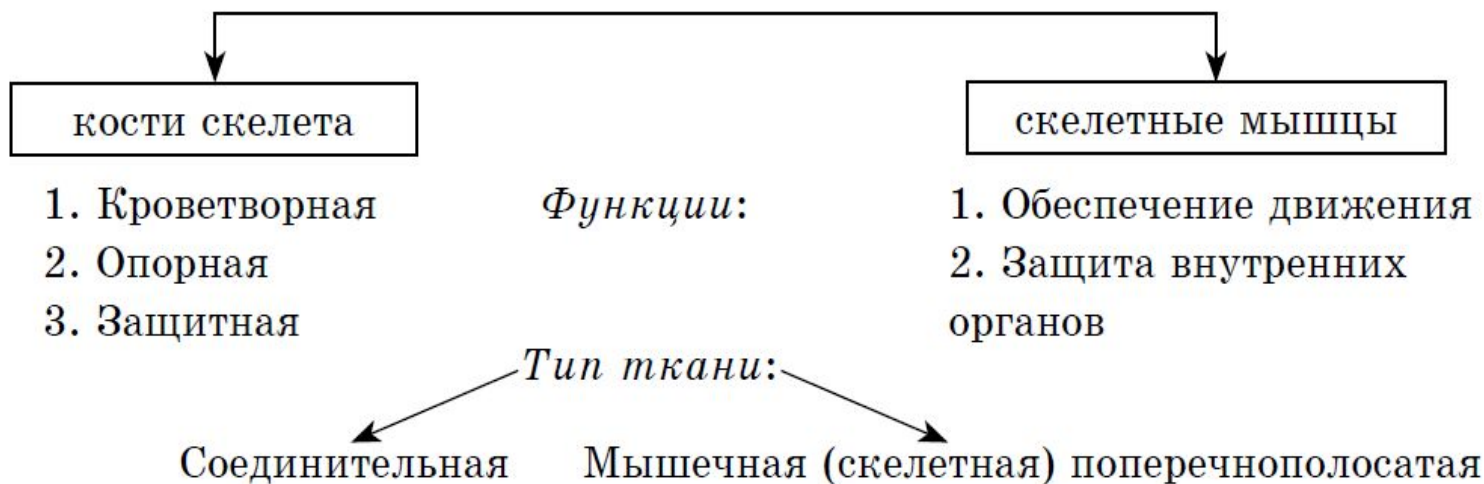 кости скелета
скелетные мышцы
1. Кроветворная
2. Опорная
3. Защитная
Функции:
1. Обеспечение движения
2. Защита внутренних
органов
Тип ткани:
Соединительная
Мышечная (скелетная) поперечнополосатая